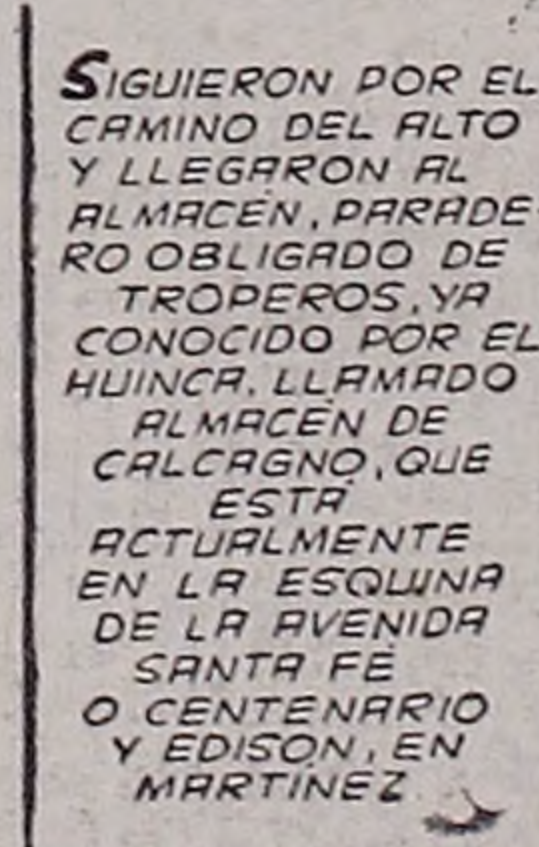 SIGUIERON POR EL
CAMINO DEL ALTO
Y LLEGARON AL
ALMACÉN, PARADE-
RO OBLIGADO DE
TROPEROS, YA
CONOCIDO POR EL
HUINCA. LLAMADO
ALMACÉN DE
CALCAGNO, QUE
ESTÁ
ACTUALMENTE
EN LA ESQUINA
DE LA AVENIDA
SANTA FE
O CENTENARIO
Y EDISON, EN
MARTÍNEZ